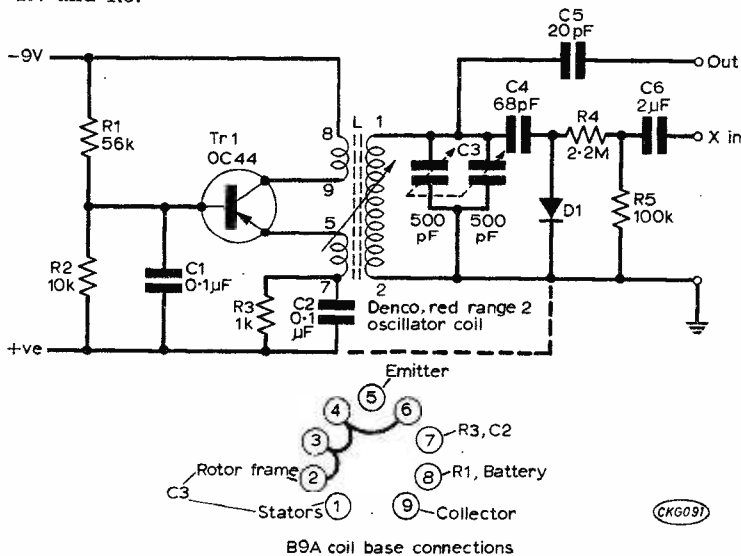 C5
20pF
Out
-9V
R1
56k
Tr1
OC44
8
L
1
9
5
7
2
C3
500
pF
500
pF
C4
68pF
R4
2·2M
C6
2μF
X in
D1
R5
100k
R2
10k
C1
0·1μF
R3
1k
C2
0·1
μF
Denco, red range 2
oscillator coil
+ve
Emitter
4
5
6
3
7
R3, C2
2
Rotor frame
8
R1, Battery
C3
Stators
1
9
Collector
CKG091
B9A coil base connections